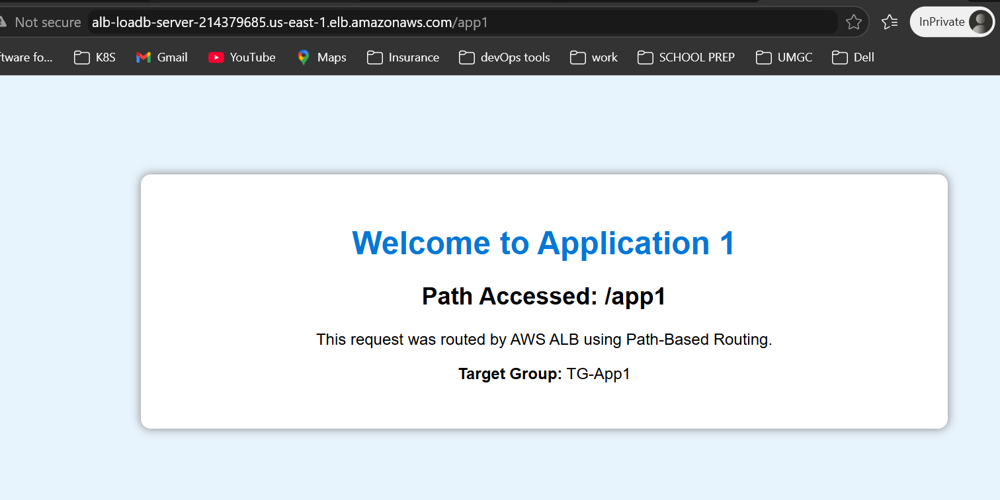 Not secure alb-loadb-server-214379685.us-east-1.elb.amazonaws.com/app1 InPrivate
ftware fo... K8S Gmail YouTube Maps Insurance devOps tools work SCHOOL PREP UMGC Dell
Welcome to Application 1
Path Accessed: /app1
This request was routed by AWS ALB using Path-Based Routing.
Target Group: TG-App1